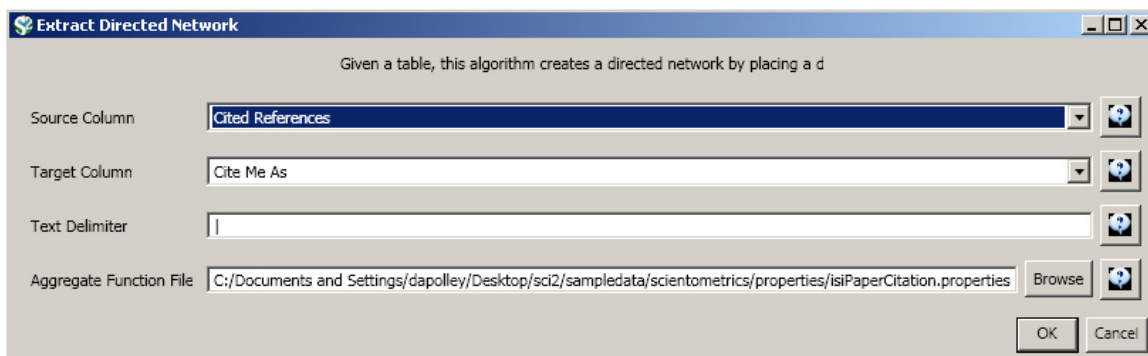 Extract Directed Network
Given a table, this algorithm creates a directed network by placing a d
Source Column Cited References
Target Column Cite Me As
Text Delimiter |
Aggregate Function File C:/Documents and Settings/dapolley/Desktop/sci2/sampledata/scientometrics/properties/isiPaperCitation.properties Browse
OK Cancel